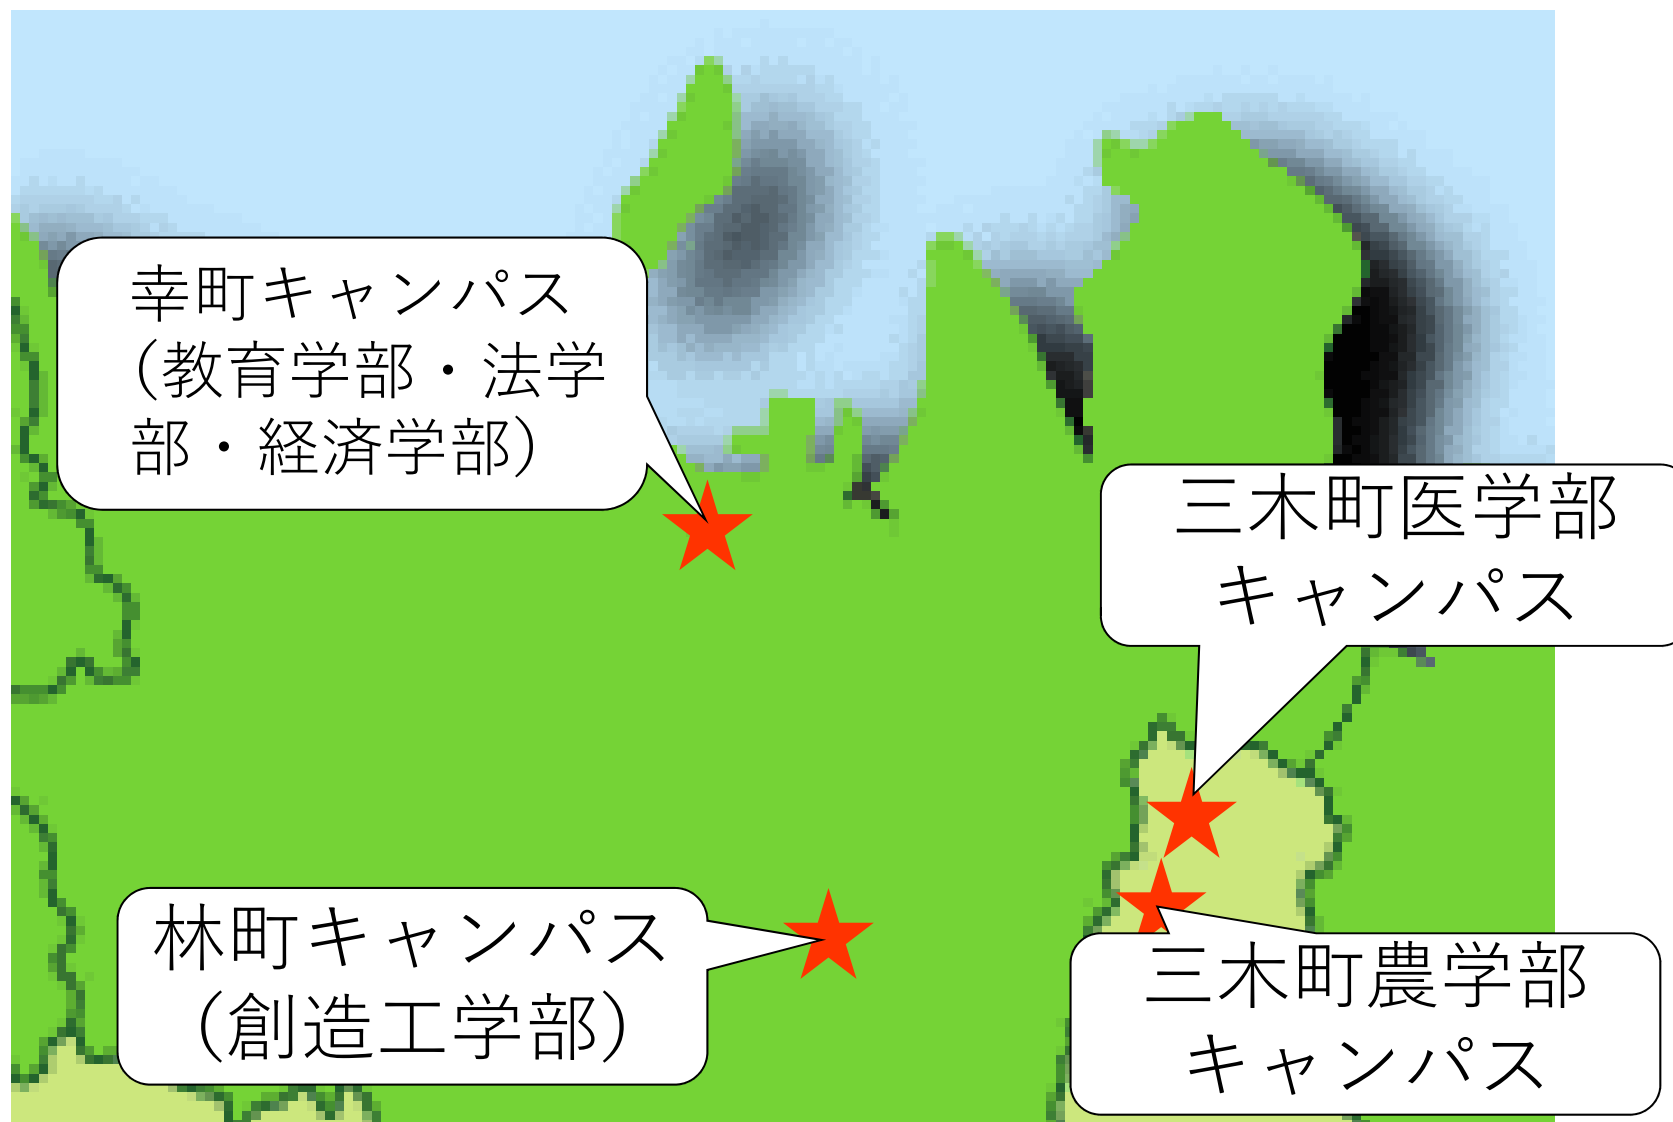 幸町キャンパス
（教育学部・法学
部・経済学部）
三木町医学部
キャンパス
林町キャンパス
（創造工学部）
三木町農学部
キャンパス